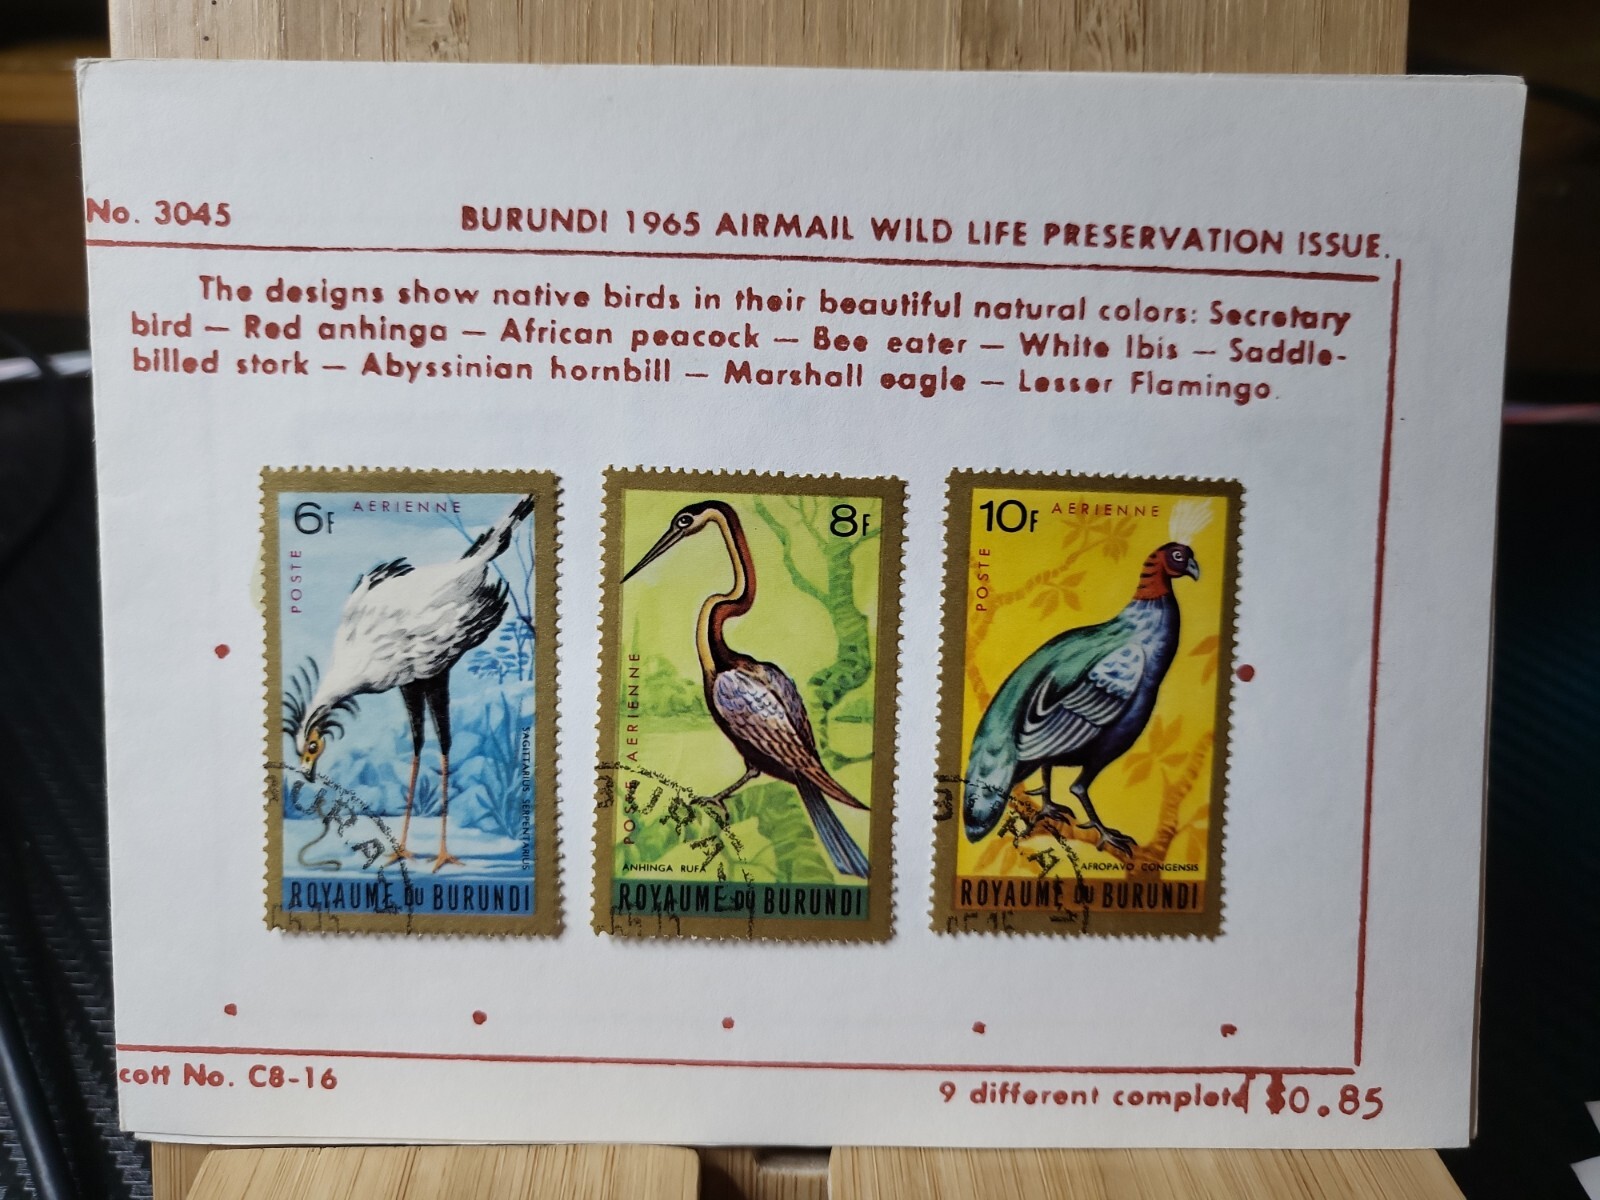 No. 3045
BURUNDI 1965 AIRMAIL WILD LIFE PRESERVATION ISSUE.
The designs show native birds in their beautiful natural colors: Secretary
bird — Red anhinga — African peacock — Bee eater — White Ibis — Saddle-
billed stork — Abyssinian hornbill — Marshall eagle — Lesser Flamingo.
6F AERIENNE
POSTE
SAGITTARIUS SERPENTARIUS
URA
ROYAUME DU BURUNDI
8F
POSTE AERIENNE
URA
ANHINGA RUFA
ROYAUME DU BURUNDI
10F AERIENNE
POSTE
RA
AFROPAVO CONGENSIS
ROYAUME DU BURUNDI
cott No. C8-16
9 different complete $0.85